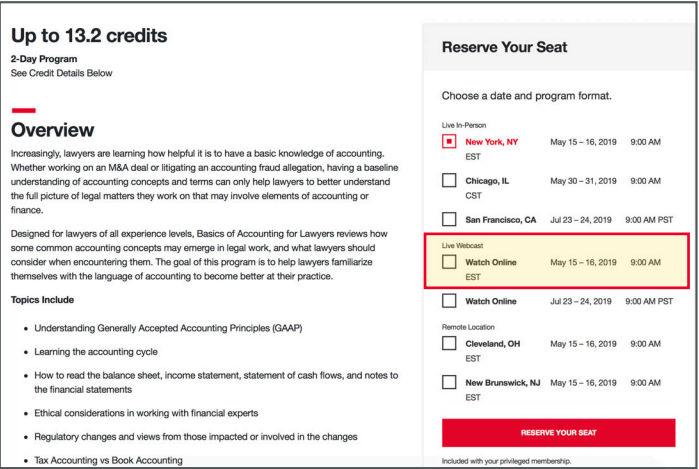 Up to 13.2 credits
2-Day Program
See Credit Details Below
Overview
Increasingly, lawyers are learning how helpful it is to have a basic knowledge of accounting.
Whether working on an M&A deal or litigating an accounting fraud allegation, having a baseline
understanding of accounting concepts and terms can only help lawyers to better understand
the full picture of legal matters they work on that may involve elements of accounting or
finance.
Designed for lawyers of all experience levels, Basics of Accounting for Lawyers reviews how
some common accounting concepts may emerge in legal work, and what lawyers should
consider when encountering them. The goal of this program is to help lawyers familiarize
themselves with the language of accounting to become better at their practice.
Topics Include
• Understanding Generally Accepted Accounting Principles (GAAP)
• Learning the accounting cycle
• How to read the balance sheet, income statement, statement of cash flows, and notes to
the financial statements
• Ethical considerations in working with financial experts
• Regulatory changes and views from those impacted or involved in the changes
• Tax Accounting vs Book Accounting
Reserve Your Seat
Choose a date and program format.
Live In-Person
New York, NY May 15 – 16, 2019 9:00 AM
EST
Chicago, IL May 30 – 31, 2019 9:00 AM
CST
San Francisco, CA Jul 23 – 24, 2019 9:00 AM PST
Live Webcast
Watch Online May 15 – 16, 2019 9:00 AM
EST
Watch Online Jul 23 – 24, 2019 9:00 AM PST
Remote Location
Cleveland, OH May 15 – 16, 2019 9:00 AM
EST
New Brunswick, NJ May 15 – 16, 2019 9:00 AM
EST
RESERVE YOUR SEAT
Included with your privileged membership.